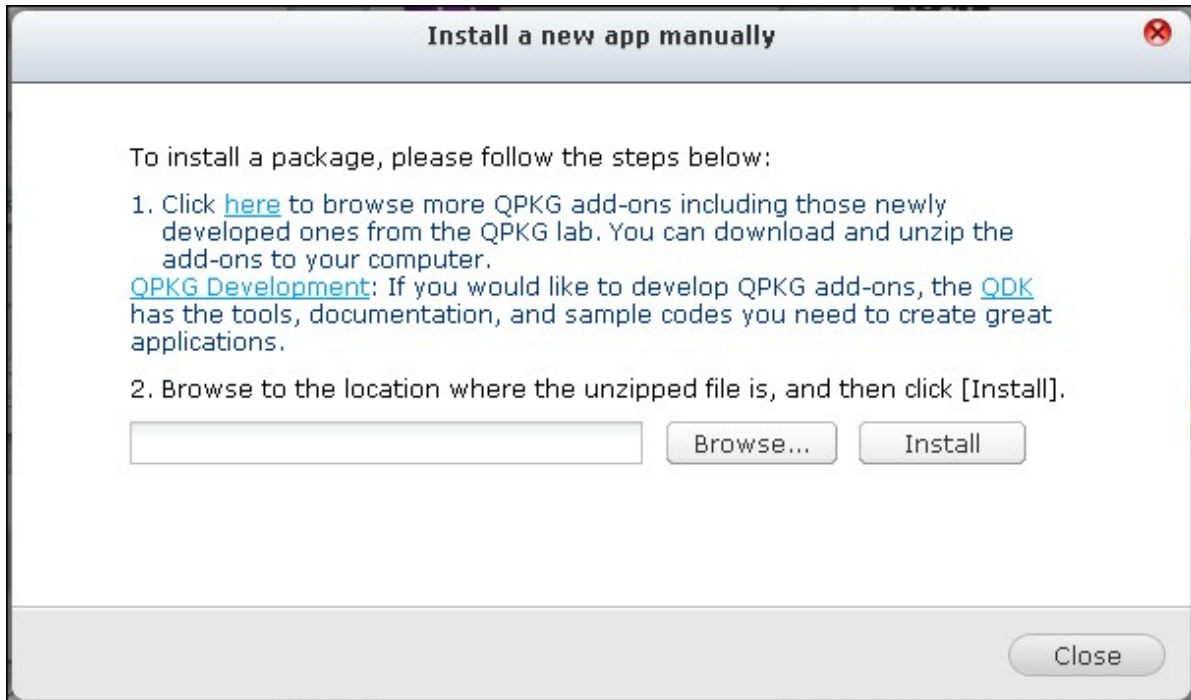 Install a new app manually
To install a package, please follow the steps below:
1. Click here to browse more QPKG add-ons including those newly
developed ones from the QPKG lab. You can download and unzip the
add-ons to your computer.
QPKG Development: If you would like to develop QPKG add-ons, the QDK
has the tools, documentation, and sample codes you need to create great
applications.
2. Browse to the location where the unzipped file is, and then click [Install].
Browse... Install
Close